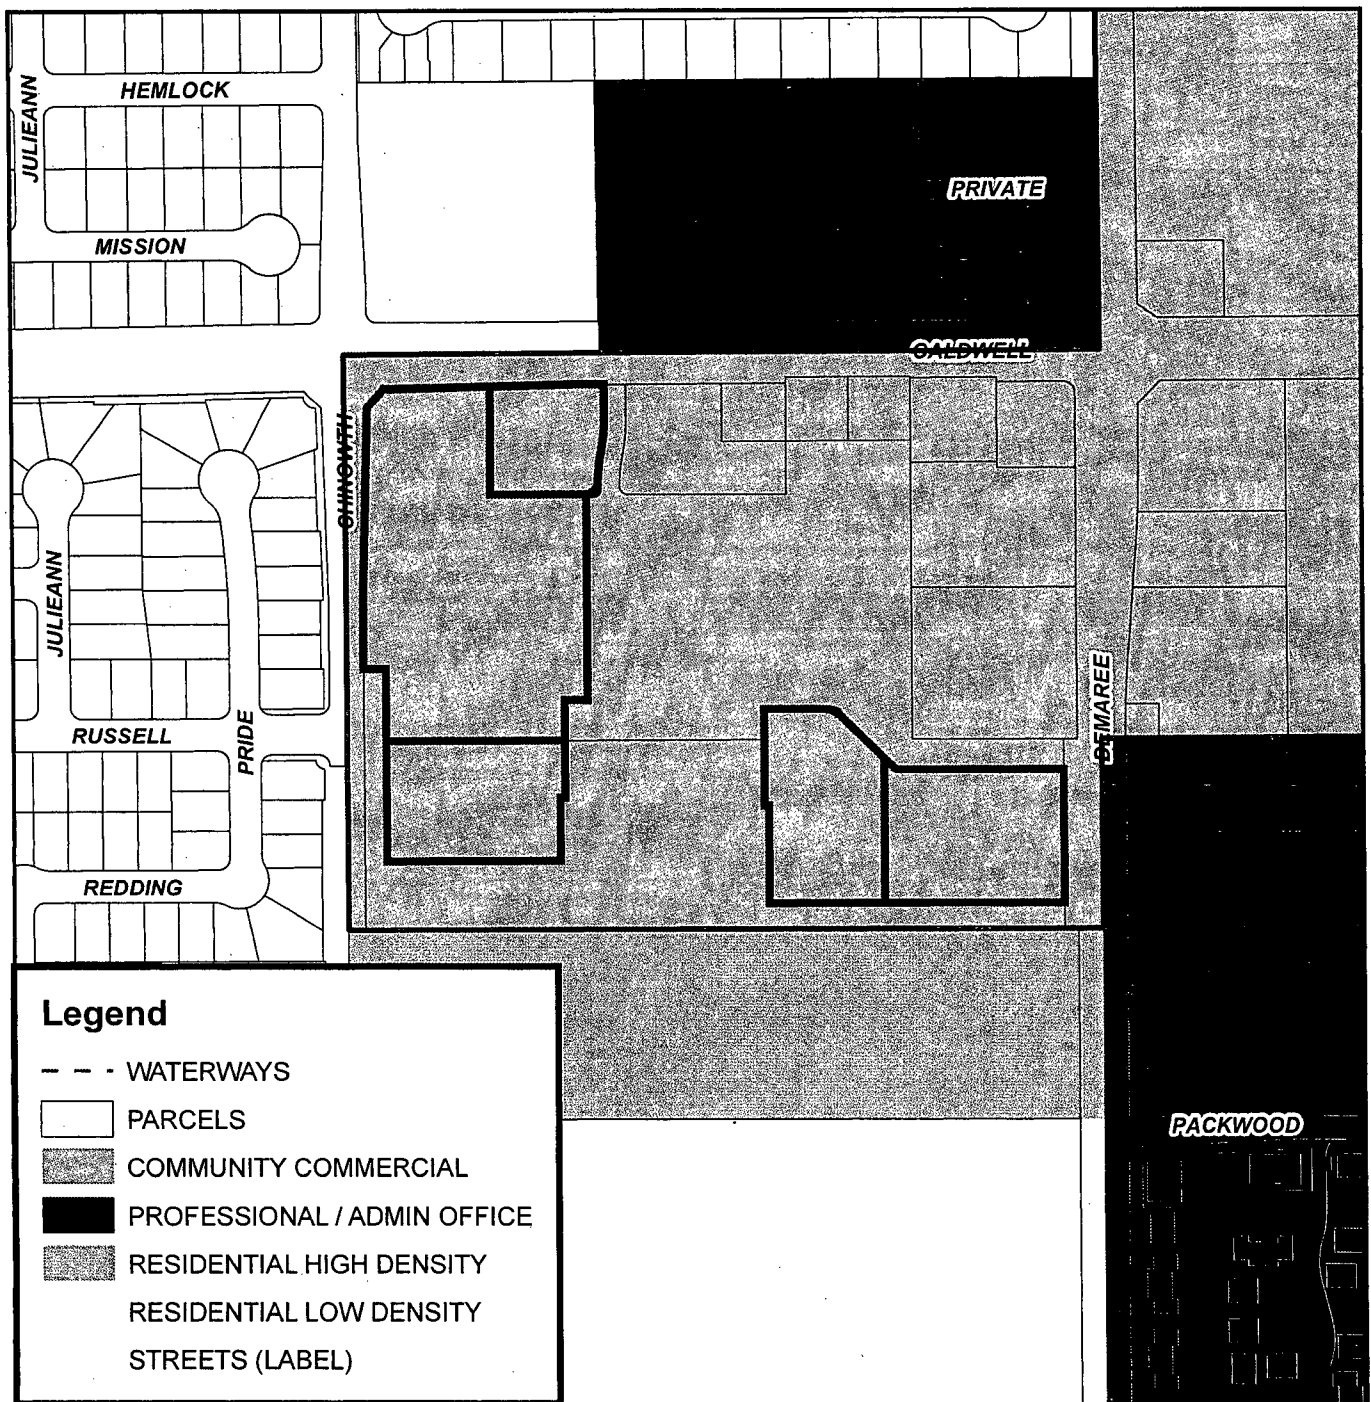 HEMLOCK
JULIEANN
PRIVATE
MISSION
CALDWELL
CHINOWTH
JULIEANN
DEMAREE
RUSSELL
PRIDE
REDDING
Legend
WATERWAYS
PARCELS
COMMUNITY COMMERCIAL
PROFESSIONAL / ADMIN OFFICE
RESIDENTIAL HIGH DENSITY
RESIDENTIAL LOW DENSITY
STREETS (LABEL)
PACKWOOD